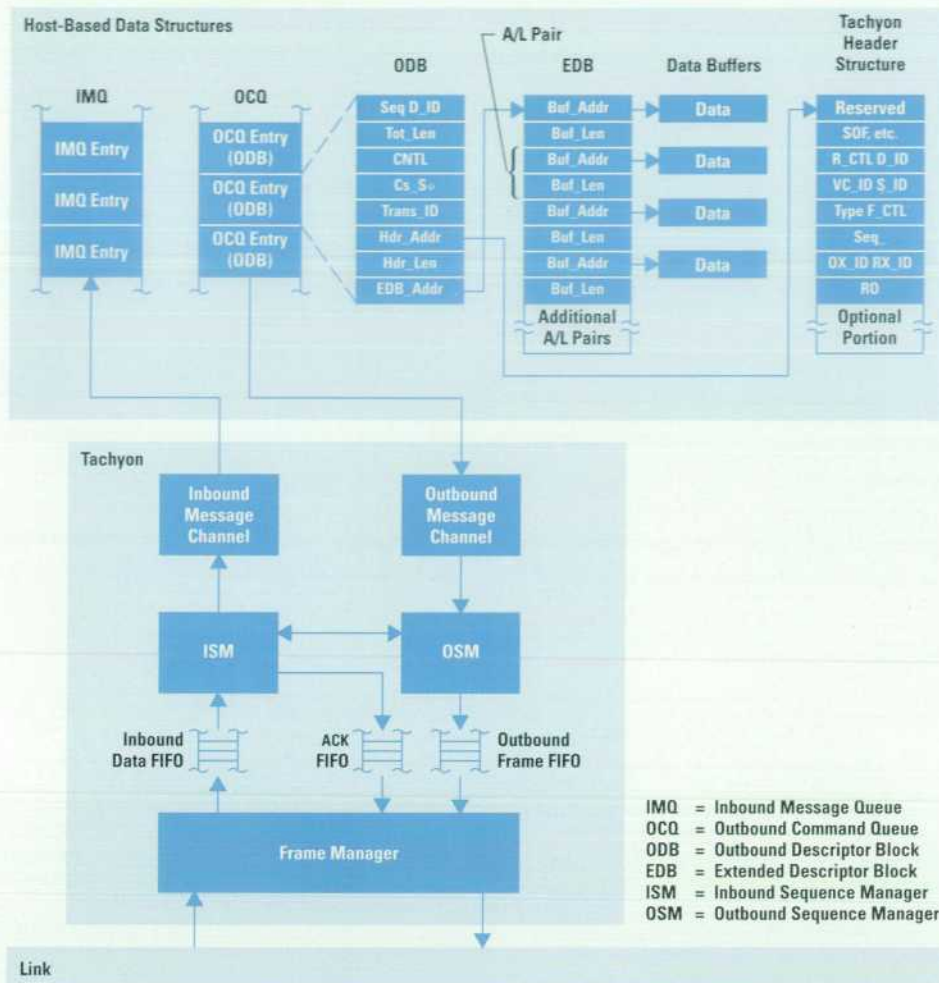 Host-Based Data Structures
A/L Pair
Tachyon
Header
Structure
IMQ
OCQ
ODB
EDB
Data Buffers
IMQ Entry
IMQ Entry
IMQ Entry
OCQ Entry
(ODB)
OCQ Entry
(ODB)
OCQ Entry
(ODB)
Seq D_ID
Tot_Len
CNTL
Trans_ID
Hdr_Addr
Hdr_Len
EDB_Addr
Buf_Addr
Buf_Len
Buf_Addr
Buf_Len
Buf_Addr
Buf_Len
Buf_Addr
Buf_Len
Additional
A/L Pairs
Data
Data
Data
Data
Reserved
SOF, etc.
R_CTL D_ID
VC_ID S_ID
Type F_CTL
Seq_
OX_ID RX_ID
RO
Optional
Portion
Tachyon
Inbound
Message
Channel
Outbound
Message
Channel
ISM
OSM
Inbound
Data FIFO
ACK
FIFO
Outbound
Frame FIFO
Frame Manager
IMQ = Inbound Message Queue
OCQ = Outbound Command Queue
ODB = Outbound Descriptor Block
EDB = Extended Descriptor Block
ISM = Inbound Sequence Manager
OSM = Outbound Sequence Manager
Link